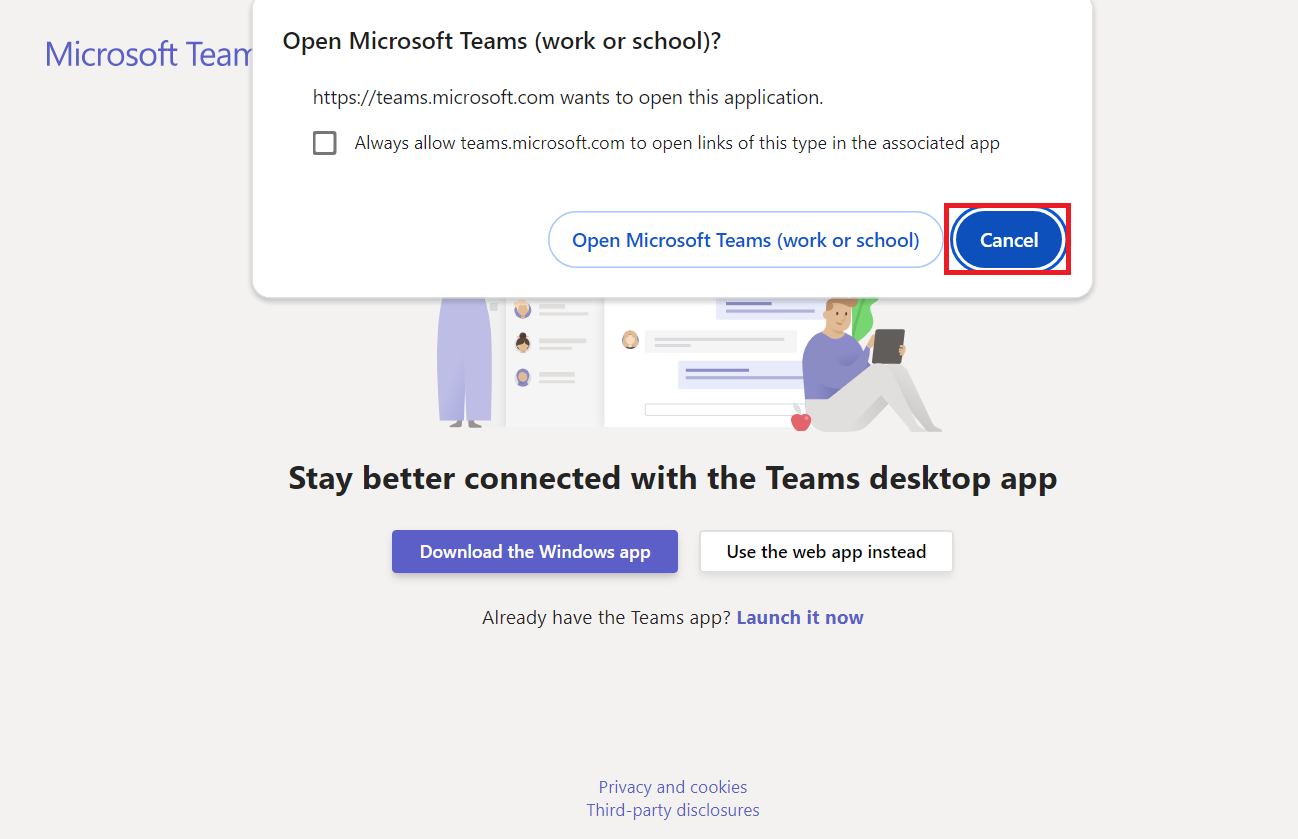 Microsoft Team
Open Microsoft Teams (work or school)?
https://teams.microsoft.com wants to open this application.
Always allow teams.microsoft.com to open links of this type in the associated app
Open Microsoft Teams (work or school)
Cancel
Stay better connected with the Teams desktop app
Download the Windows app
Use the web app instead
Already have the Teams app? Launch it now
Privacy and cookies
Third-party disclosures